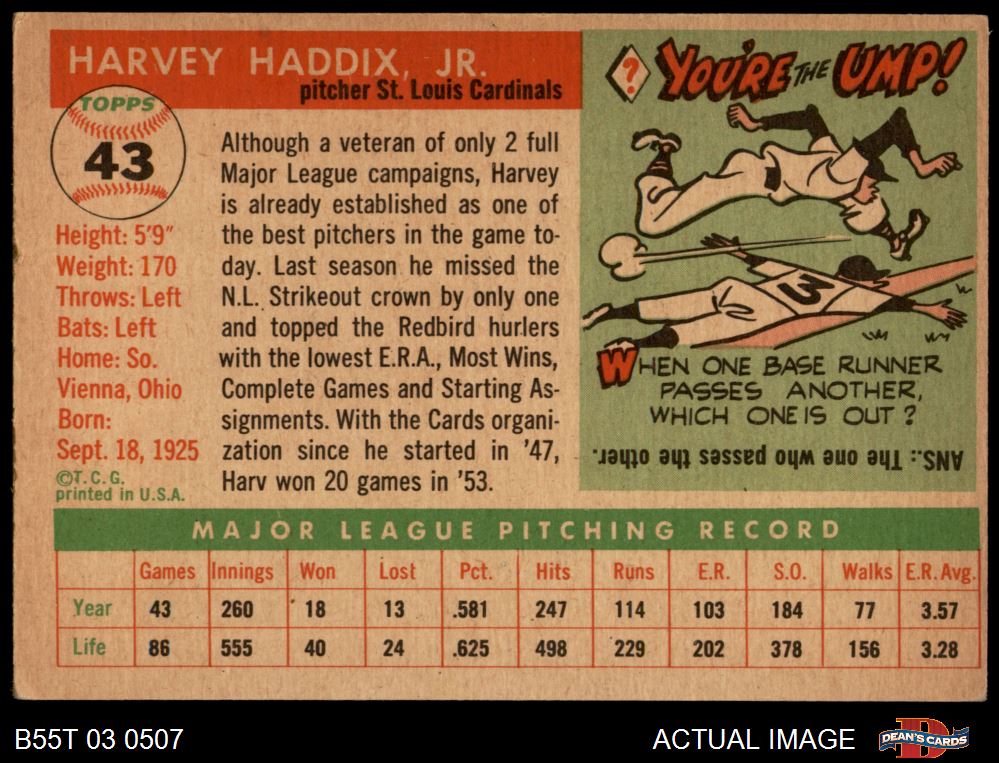 HARVEY HADDIX, JR.
pitcher St. Louis Cardinals
TOPPS
43
Height: 5'9"
Weight: 170
Throws: Left
Bats: Left
Home: So.
Vienna, Ohio
Born:
Sept. 18, 1925
©T.C.G.
printed in U.S.A.
Although a veteran of only 2 full
Major League campaigns, Harvey
is already established as one of
the best pitchers in the game to-
day. Last season he missed the
N.L. Strikeout crown by only one
and topped the Redbird hurlers
with the lowest E.R.A., Most Wins,
Complete Games and Starting As-
signments. With the Cards organi-
zation since he started in '47,
Harv won 20 games in '53.
? YOU'RE THE UMP!
3
WHEN ONE BASE RUNNER
PASSES ANOTHER,
WHICH ONE IS OUT?
ANS.: The one who passes the other.
MAJOR LEAGUE PITCHING RECORD
Games Innings Won Lost Pct. Hits Runs E.R. S.O. Walks E.R. Avg.
Year 43 260 18 13 .581 247 114 103 184 77 3.57
Life 86 555 40 24 .625 498 229 202 378 156 3.28
B55T 03 0507
ACTUAL IMAGE
D
DEAN'S CARDS